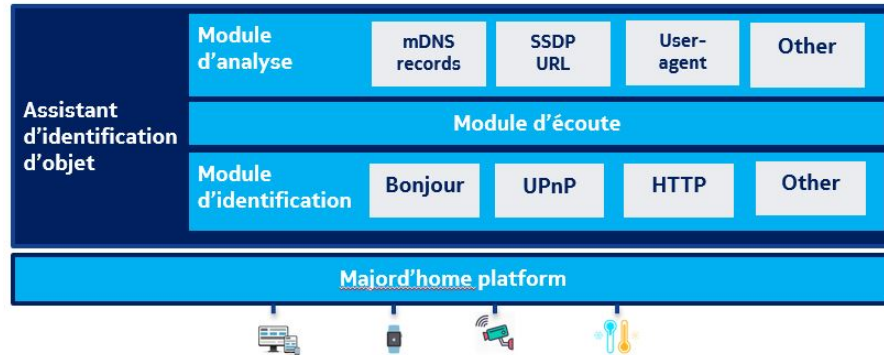 Module
d'analyse
mDNS
records
SSDP
URL
User-
agent
Other
Assistant
d'identification
d'objet
Module d'écoute
Module
d'identification
Bonjour
UPnP
HTTP
Other
Majord'home platform